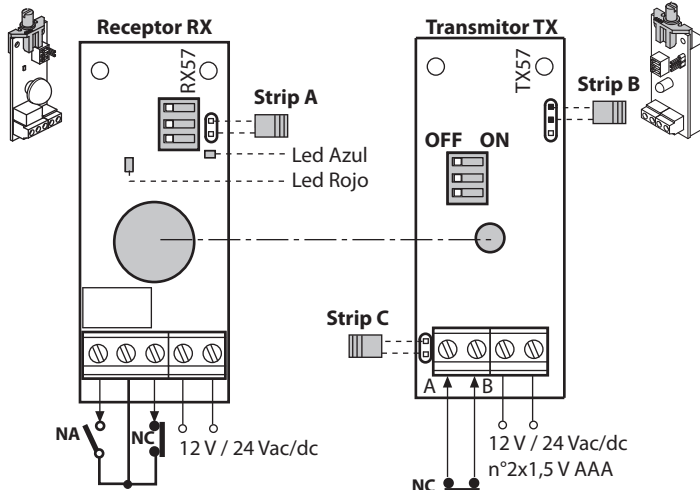 Receptor RX
Transmitor TX
RX57
TX57
Strip A
Strip B
OFF ON
Led Azul
Led Rojo
Strip C
A B
NA
NC
12 V / 24 Vac/dc
12 V / 24 Vac/dc
n°2x1,5 V AAA
NC